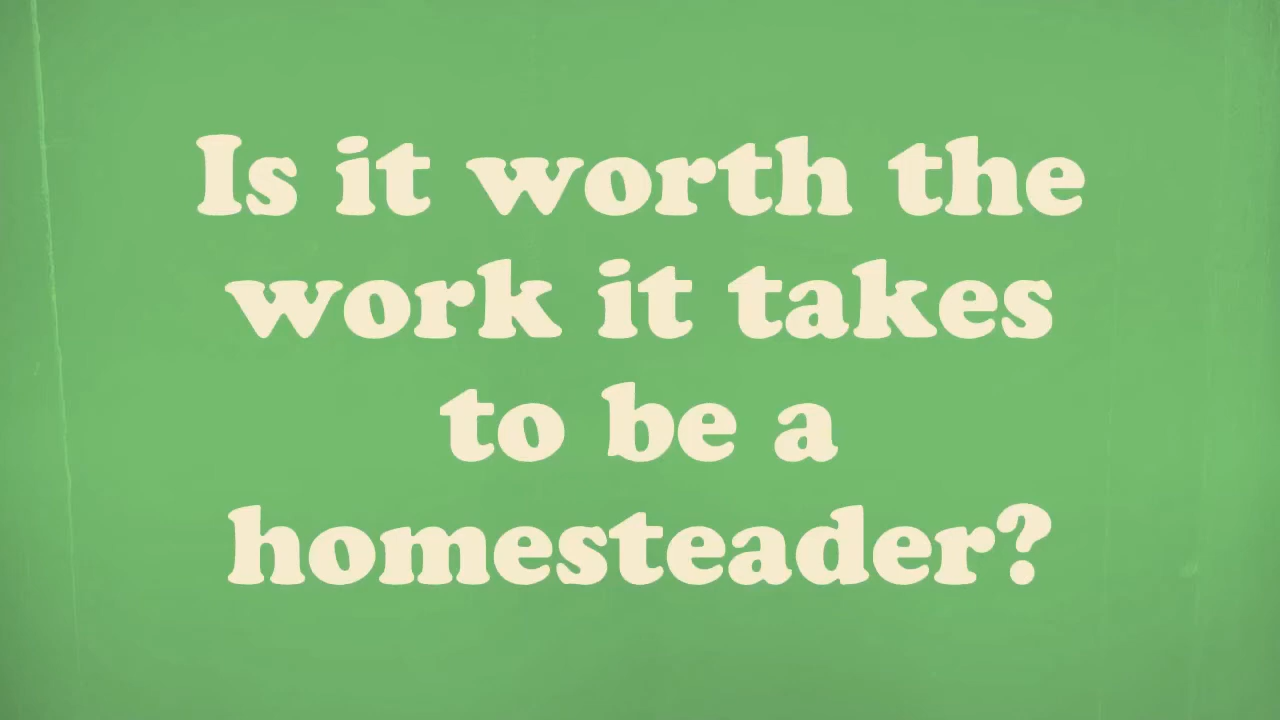 Is it worth the
work it takes
to be a
homesteader?